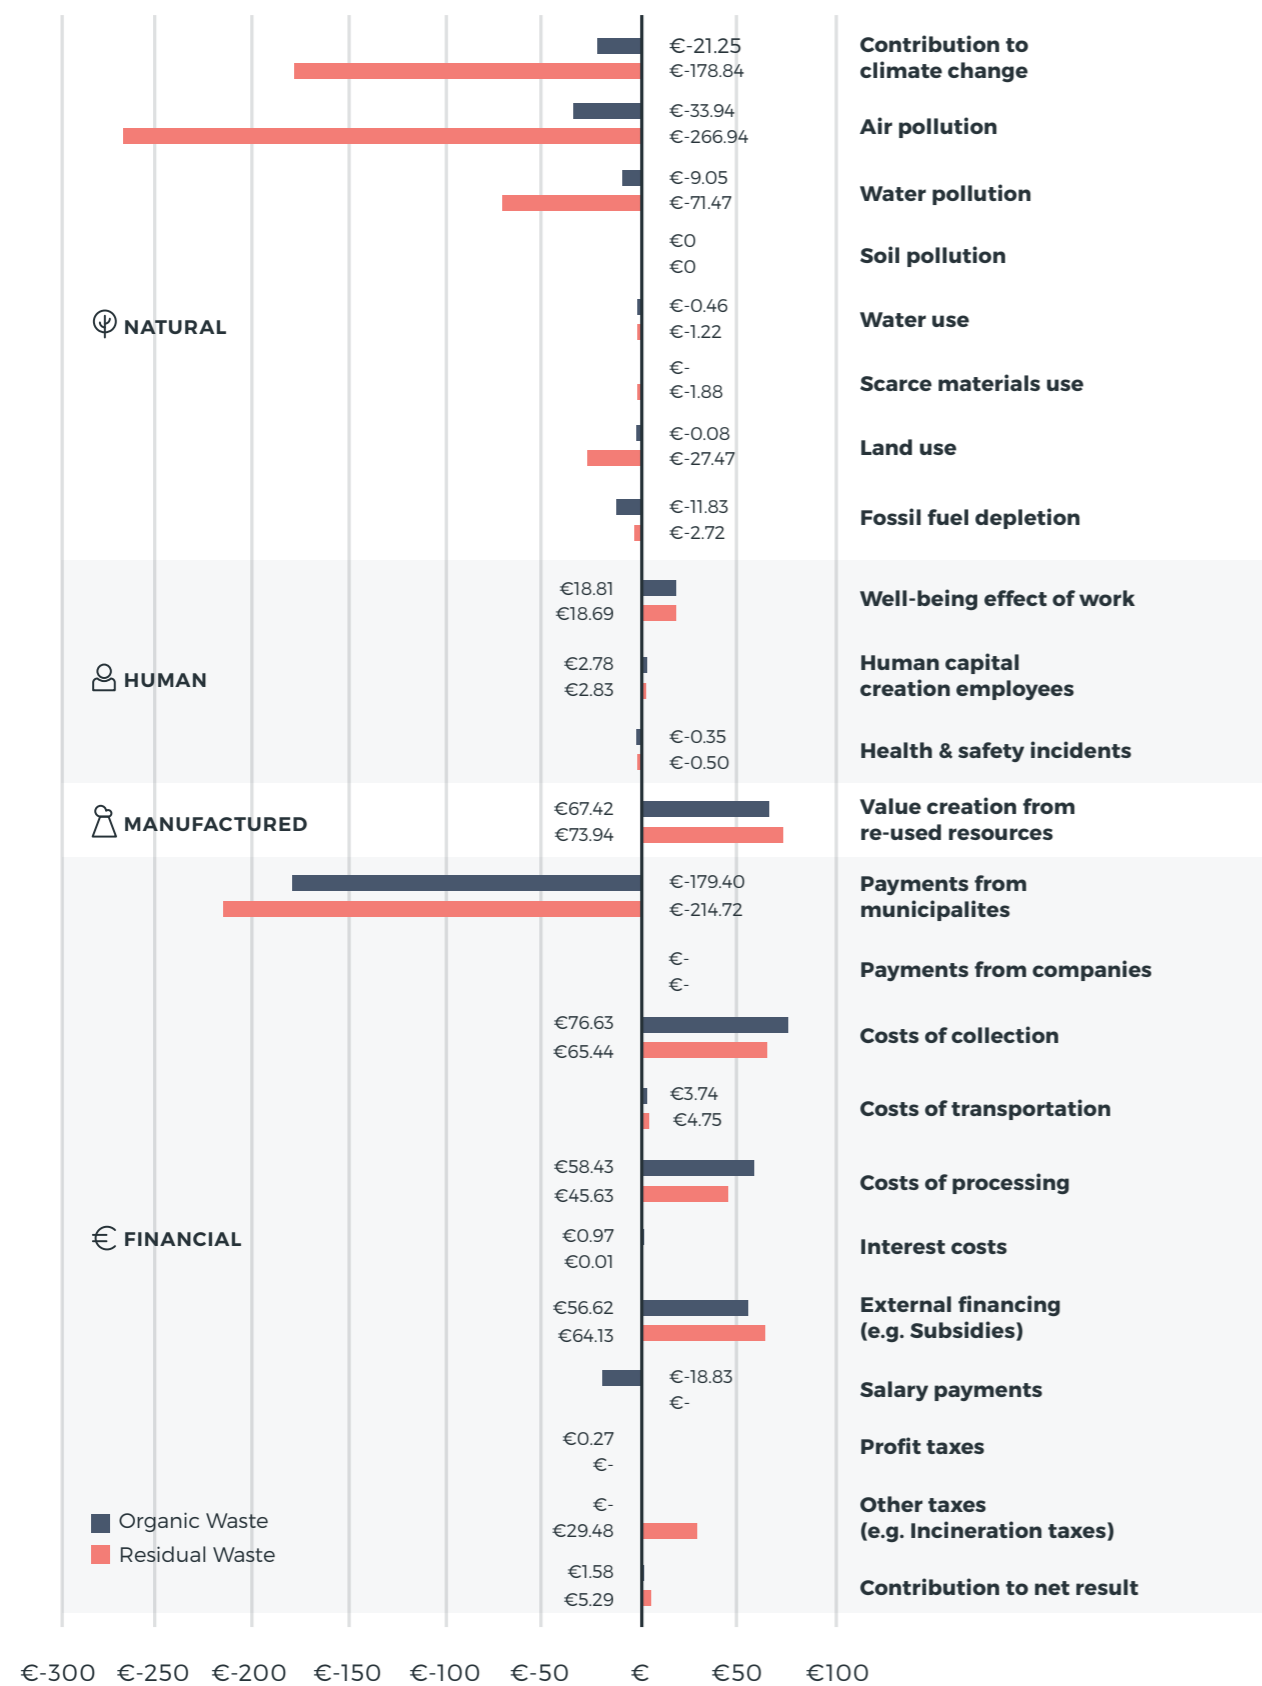 €-21.25
€-178.84
Contribution to
climate change
€-33.94
€-266.94
Air pollution
€-9.05
€-71.47
Water pollution
€0
€0
Soil pollution
NATURAL
€-0.46
€-1.22
Water use
€-
€-1.88
Scarce materials use
€-0.08
€-27.47
Land use
€-11.83
€-2.72
Fossil fuel depletion
HUMAN
€18.81
€18.69
Well-being effect of work
€2.78
€2.83
Human capital
creation employees
€-0.35
€-0.50
Health & safety incidents
MANUFACTURED
€67.42
€73.94
Value creation from
re-used resources
FINANCIAL
€-179.40
€-214.72
Payments from
municipalites
€-
€-
Payments from companies
€76.63
€65.44
Costs of collection
€3.74
€4.75
Costs of transportation
€58.43
€45.63
Costs of processing
€0.97
€0.01
Interest costs
€56.62
€64.13
External financing
(e.g. Subsidies)
€-18.83
€-
Salary payments
€0.27
€-
Profit taxes
€-
€29.48
Other taxes
(e.g. Incineration taxes)
€1.58
€5.29
Contribution to net result
Organic Waste
Residual Waste
€-300 €-250 €-200 €-150 €-100 €-50 € €50 €100